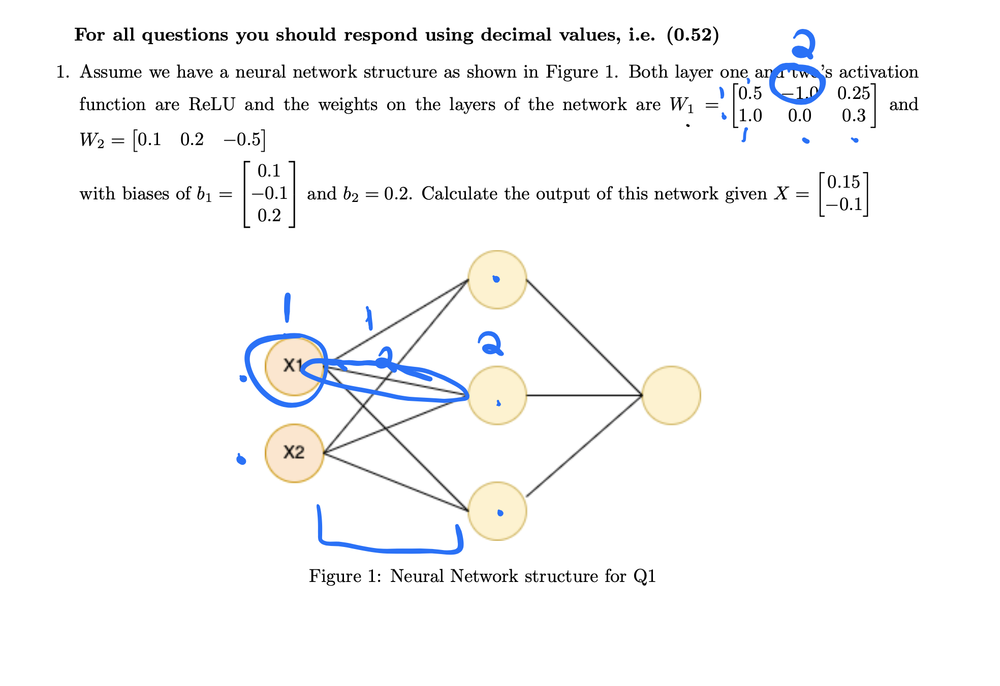 For all questions you should respond using decimal values, i.e. (0.52)
2
1. Assume we have a neural network structure as shown in Figure 1. Both layer one and two's activation
function are ReLU and the weights on the layers of the network are W₁ = [0.5 −1.0 0.25; 1.0 0.0 0.3] and
W₂ = [0.1 0.2 −0.5]
with biases of b₁ = [0.1; −0.1; 0.2] and b₂ = 0.2. Calculate the output of this network given X = [0.15; −0.1]
1
1
2
2
X1
X2
Figure 1: Neural Network structure for Q1